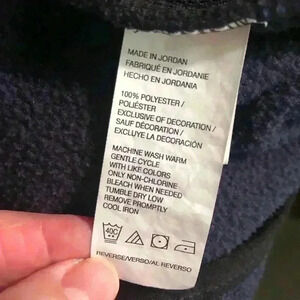 MADE IN JORDAN
FABRIQUÉ EN JORDANIE
HECHO EN JORDANIA
100% POLYESTER /
POLIÉSTER
EXCLUSIVE OF DECORATION /
SAUF DÉCORATION /
EXCLUYE LA DECORACIÓN
MACHINE WASH WARM
GENTLE CYCLE
WITH LIKE COLORS
ONLY NON-CHLORINE
BLEACH WHEN NEEDED
TUMBLE DRY LOW
REMOVE PROMPTLY
COOL IRON
40C
REVERSE/VERSO/AL REVERSO